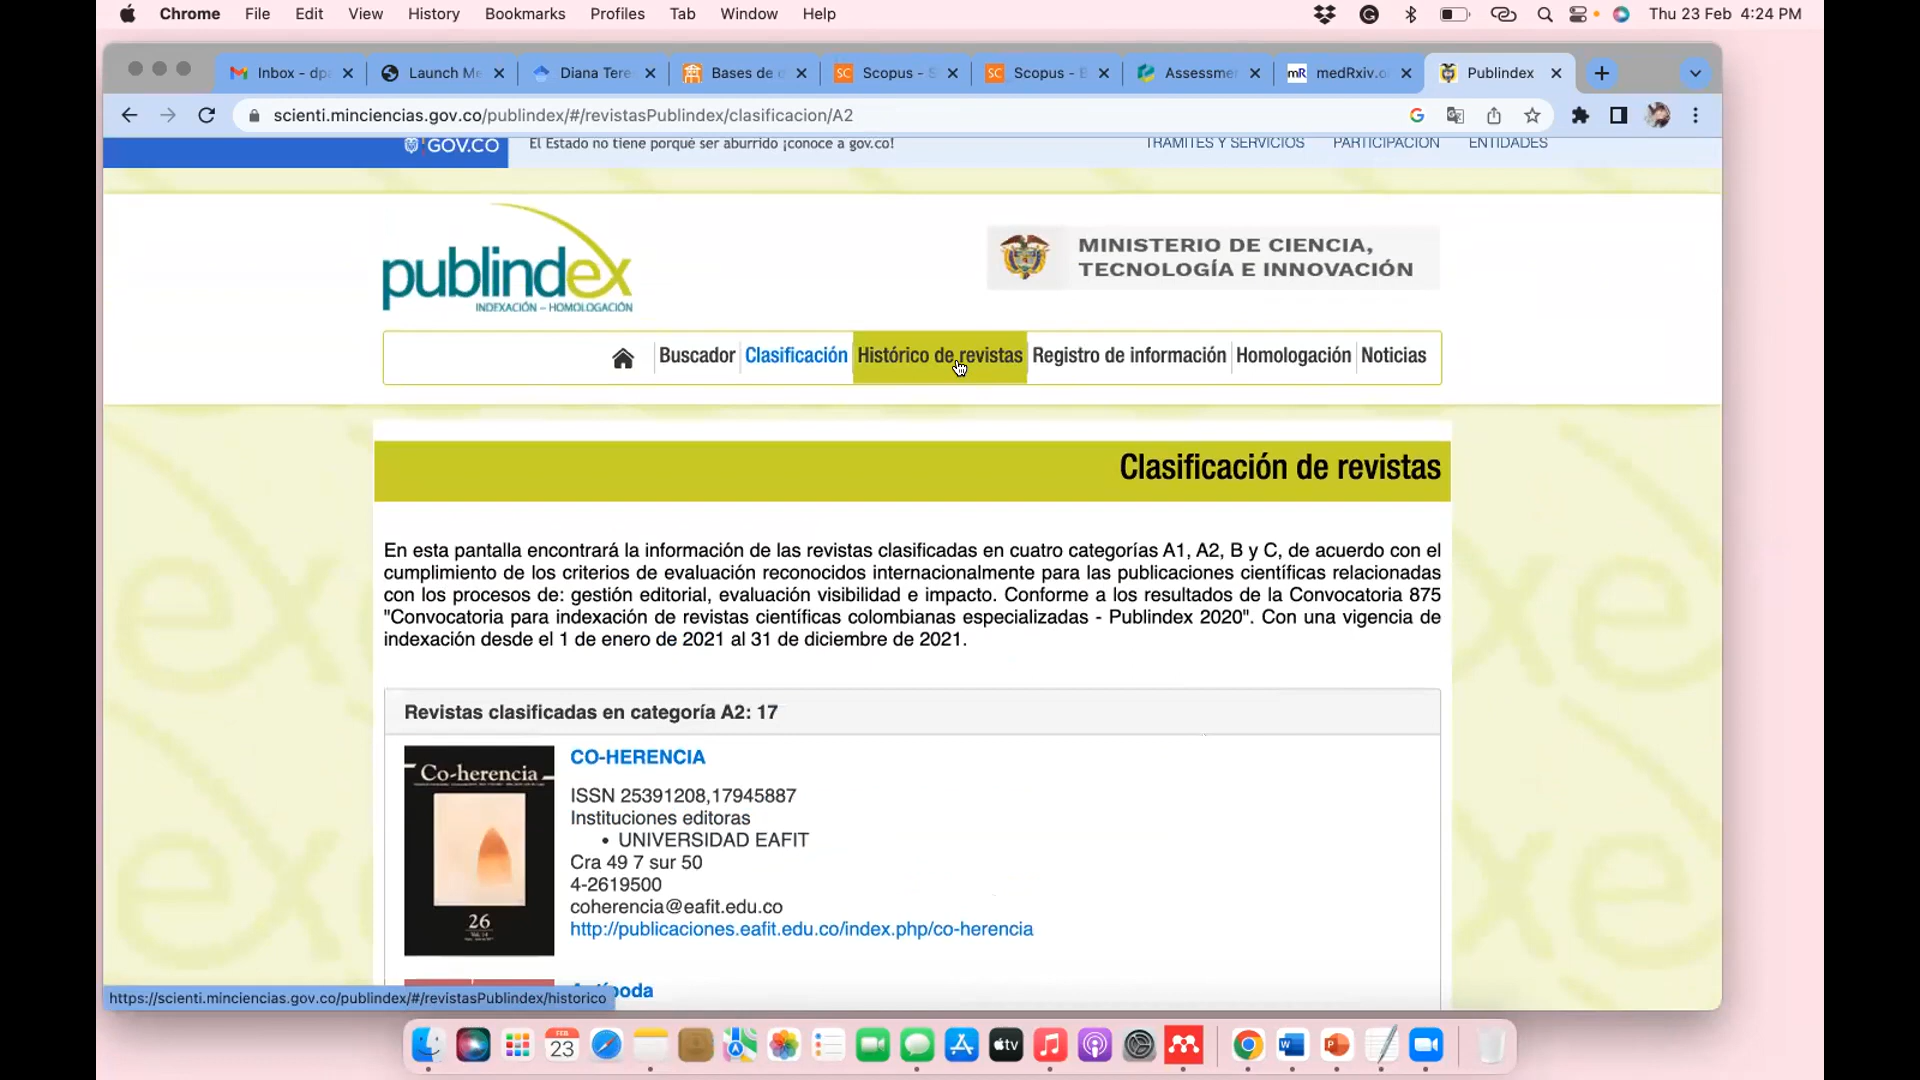 Chrome File Edit View History Bookmarks Profiles Tab Window Help Thu 23 Feb 4:24 PM
Inbox - dp Launch Me Diana Tere Bases de Scopus - Scopus - Assessmer medRxiv.o Publindex
scienti.minciencias.gov.co/publindex/#/revistasPublindex/clasificacion/A2
GOV.CO El Estado no tiene porqué ser aburrido ¡conoce a gov.co! TRAMITES Y SERVICIOS PARTICIPACION ENTIDADES
publindex
INDEXACIÓN – HOMOLOGACIÓN
MINISTERIO DE CIENCIA,
TECNOLOGÍA E INNOVACIÓN
Buscador Clasificación Histórico de revistas Registro de información Homologación Noticias
Clasificación de revistas
En esta pantalla encontrará la información de las revistas clasificadas en cuatro categorías A1, A2, B y C, de acuerdo con el
cumplimiento de los criterios de evaluación reconocidos internacionalmente para las publicaciones científicas relacionadas
con los procesos de: gestión editorial, evaluación visibilidad e impacto. Conforme a los resultados de la Convocatoria 875
"Convocatoria para indexación de revistas científicas colombianas especializadas - Publindex 2020". Con una vigencia de
indexación desde el 1 de enero de 2021 al 31 de diciembre de 2021.
Revistas clasificadas en categoría A2: 17
Co-herencia
26
CO-HERENCIA
ISSN 25391208,17945887
Instituciones editoras
• UNIVERSIDAD EAFIT
Cra 49 7 sur 50
4-2619500
coherencia@eafit.edu.co
http://publicaciones.eafit.edu.co/index.php/co-herencia
https://scienti.minciencias.gov.co/publindex/#/revistasPublindex/historico
FEB
23
tv